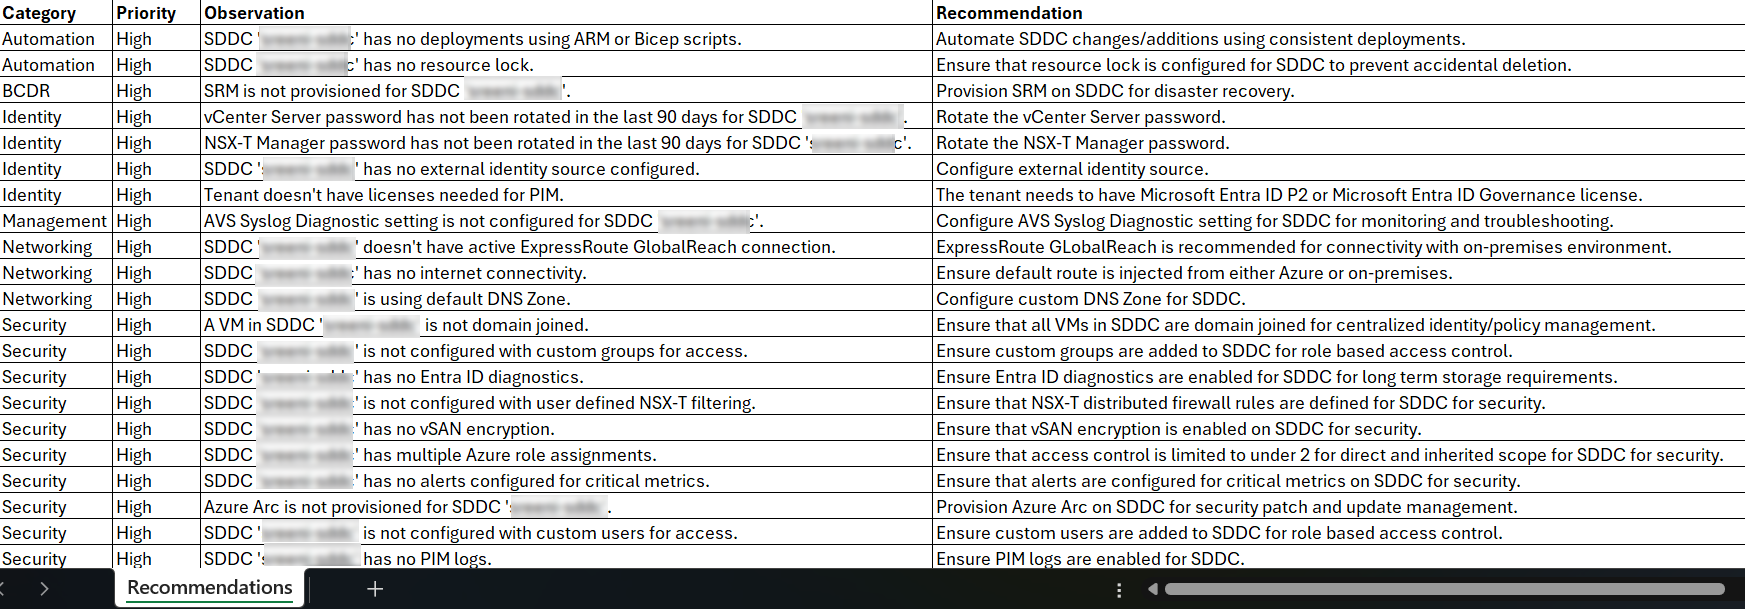 Category Priority Observation Recommendation
Automation High SDDC ' c' has no deployments using ARM or Bicep scripts. Automate SDDC changes/additions using consistent deployments.
Automation High SDDC c' has no resource lock. Ensure that resource lock is configured for SDDC to prevent accidental deletion.
BCDR High SRM is not provisioned for SDDC '. Provision SRM on SDDC for disaster recovery.
Identity High vCenter Server password has not been rotated in the last 90 days for SDDC . Rotate the vCenter Server password.
Identity High NSX-T Manager password has not been rotated in the last 90 days for SDDC 's c'. Rotate the NSX-T Manager password.
Identity High SDDC ' ' has no external identity source configured. Configure external identity source.
Identity High Tenant doesn't have licenses needed for PIM. The tenant needs to have Microsoft Entra ID P2 or Microsoft Entra ID Governance license.
Management High AVS Syslog Diagnostic setting is not configured for SDDC '. Configure AVS Syslog Diagnostic setting for SDDC for monitoring and troubleshooting.
Networking High SDDC ' ' doesn't have active ExpressRoute GlobalReach connection. ExpressRoute GLobalReach is recommended for connectivity with on-premises environment.
Networking High SDDC ' has no internet connectivity. Ensure default route is injected from either Azure or on-premises.
Networking High SDDC ' is using default DNS Zone. Configure custom DNS Zone for SDDC.
Security High A VM in SDDC ' is not domain joined. Ensure that all VMs in SDDC are domain joined for centralized identity/policy management.
Security High SDDC ' is not configured with custom groups for access. Ensure custom groups are added to SDDC for role based access control.
Security High SDDC ' ' has no Entra ID diagnostics. Ensure Entra ID diagnostics are enabled for SDDC for long term storage requirements.
Security High SDDC ' is not configured with user defined NSX-T filtering. Ensure that NSX-T distributed firewall rules are defined for SDDC for security.
Security High SDDC ' has no vSAN encryption. Ensure that vSAN encryption is enabled on SDDC for security.
Security High SDDC ' has multiple Azure role assignments. Ensure that access control is limited to under 2 for direct and inherited scope for SDDC for security.
Security High SDDC ' has no alerts configured for critical metrics. Ensure that alerts are configured for critical metrics on SDDC for security.
Security High Azure Arc is not provisioned for SDDC ' . Provision Azure Arc on SDDC for security patch and update management.
Security High SDDC ' is not configured with custom users for access. Ensure custom users are added to SDDC for role based access control.
Security High SDDC 's has no PIM logs. Ensure PIM logs are enabled for SDDC.
Recommendations